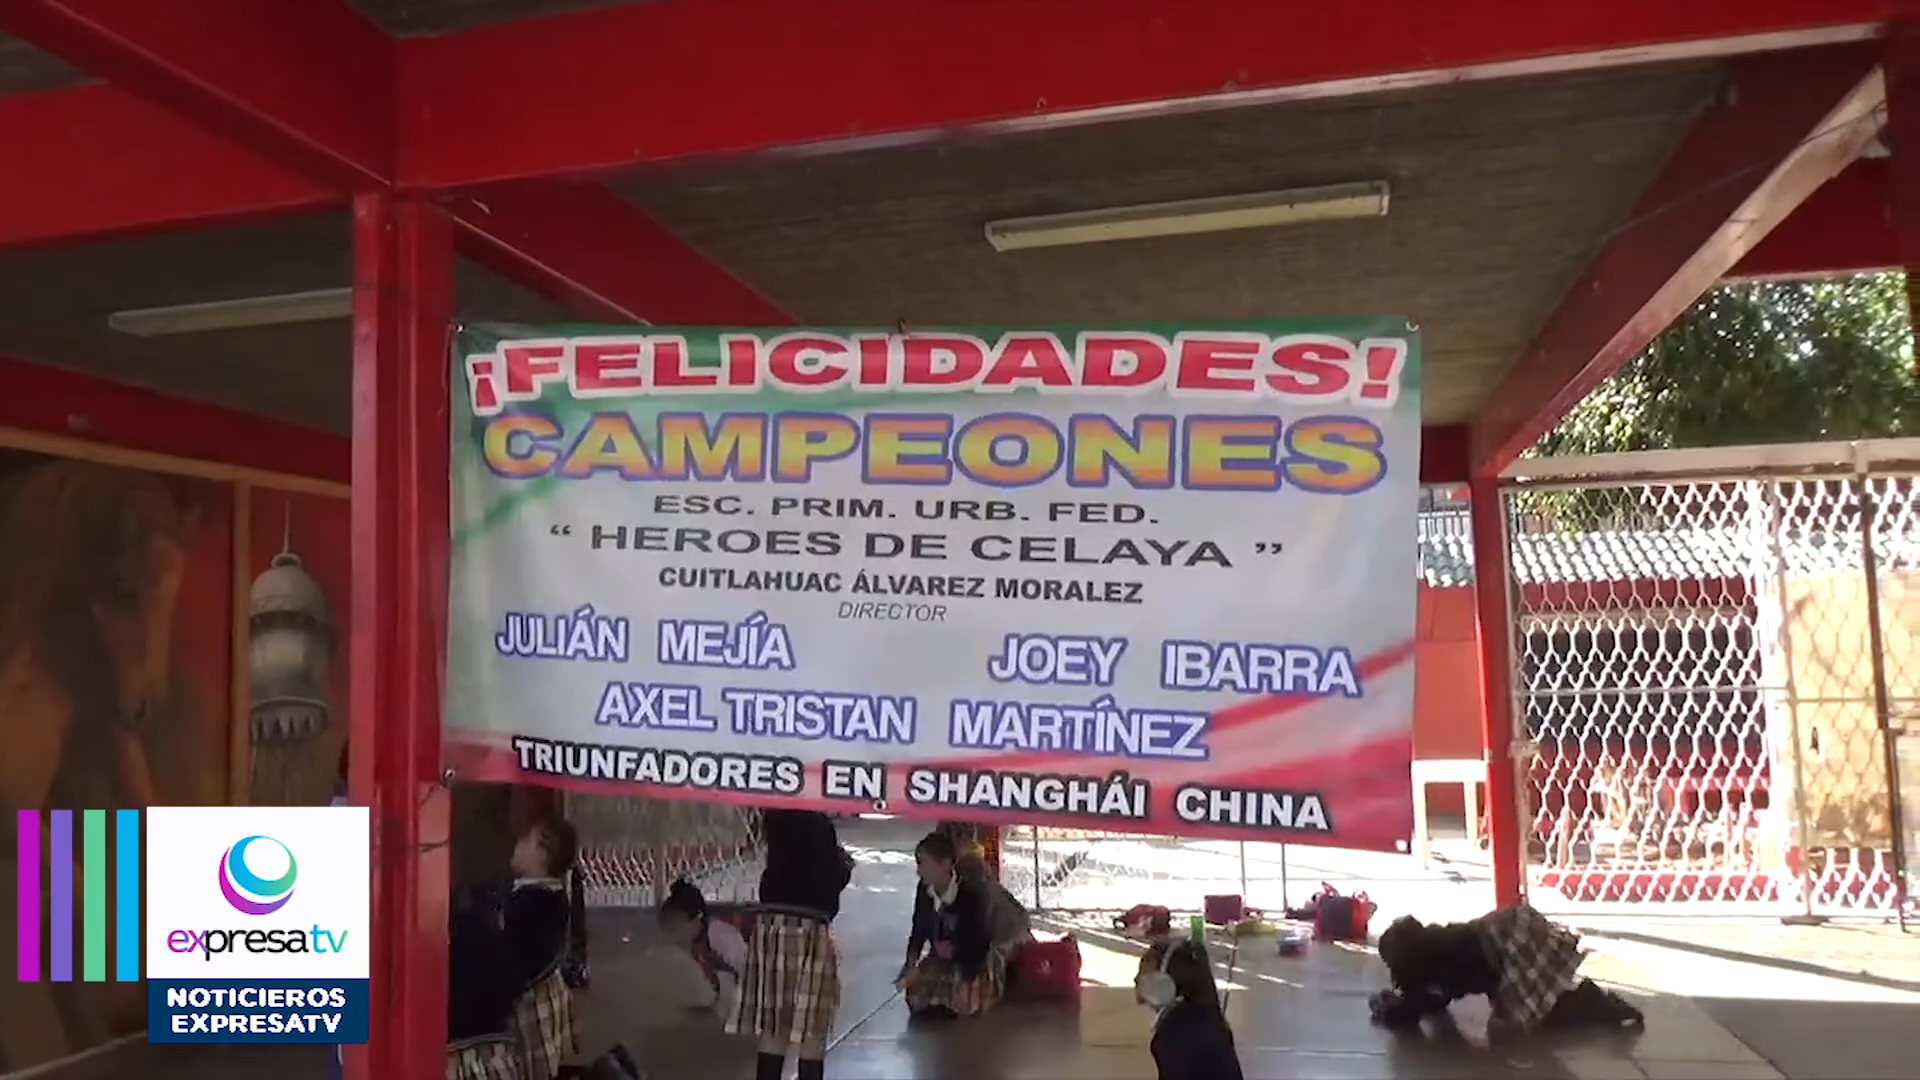 ¡FELICIDADES!
CAMPEONES
ESC. PRIM. URB. FED.
“ HEROES DE CELAYA ”
CUITLAHUAC ÁLVAREZ MORALEZ
DIRECTOR
JULIÁN MEJÍA JOEY IBARRA
AXEL TRISTAN MARTÍNEZ
TRIUNFADORES EN SHANGHÁI CHINA
expresatv
NOTICIEROS
EXPRESATV